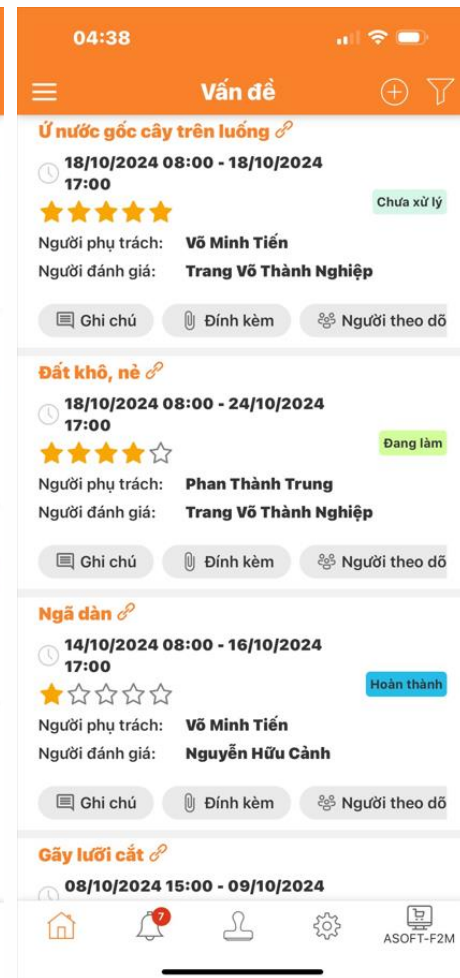 04:38
Vấn đề
Ứ nước gốc cây trên luống
18/10/2024 08:00 - 18/10/2024
17:00
Chưa xử lý
Người phụ trách: Võ Minh Tiến
Người đánh giá: Trang Võ Thành Nghiệp
Ghi chú Đính kèm Người theo dõ
Đất khô, nẻ
18/10/2024 08:00 - 24/10/2024
17:00
Đang làm
Người phụ trách: Phan Thành Trung
Người đánh giá: Trang Võ Thành Nghiệp
Ghi chú Đính kèm Người theo dõ
Ngã dàn
14/10/2024 08:00 - 16/10/2024
17:00
Hoàn thành
Người phụ trách: Võ Minh Tiến
Người đánh giá: Nguyễn Hữu Cảnh
Ghi chú Đính kèm Người theo dõ
Gãy lưỡi cắt
08/10/2024 15:00 - 09/10/2024
7
ASOFT-F2M